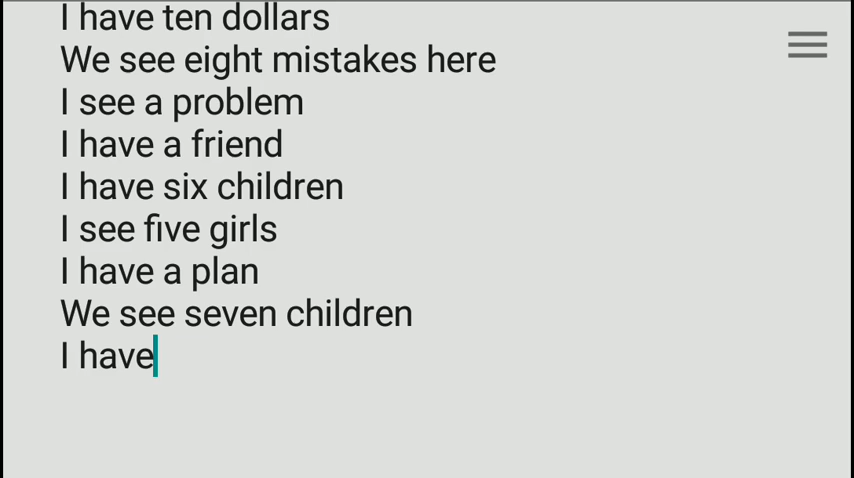 I have ten dollars
We see eight mistakes here
I see a problem
I have a friend
I have six children
I see five girls
I have a plan
We see seven children
I have